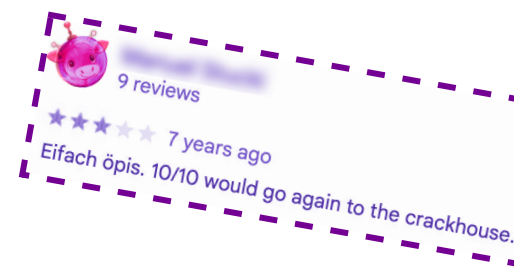 9 reviews
7 years ago
Eifach öpis. 10/10 would go again to the crackhouse.